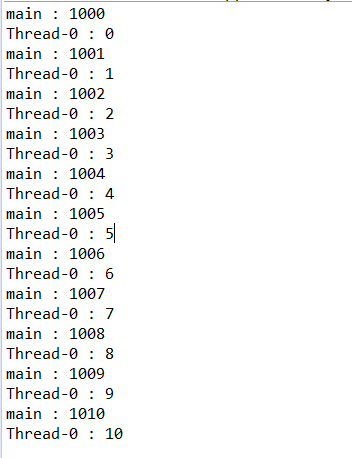 main : 1000
Thread-0 : 0
main : 1001
Thread-0 : 1
main : 1002
Thread-0 : 2
main : 1003
Thread-0 : 3
main : 1004
Thread-0 : 4
main : 1005
Thread-0 : 5
main : 1006
Thread-0 : 6
main : 1007
Thread-0 : 7
main : 1008
Thread-0 : 8
main : 1009
Thread-0 : 9
main : 1010
Thread-0 : 10